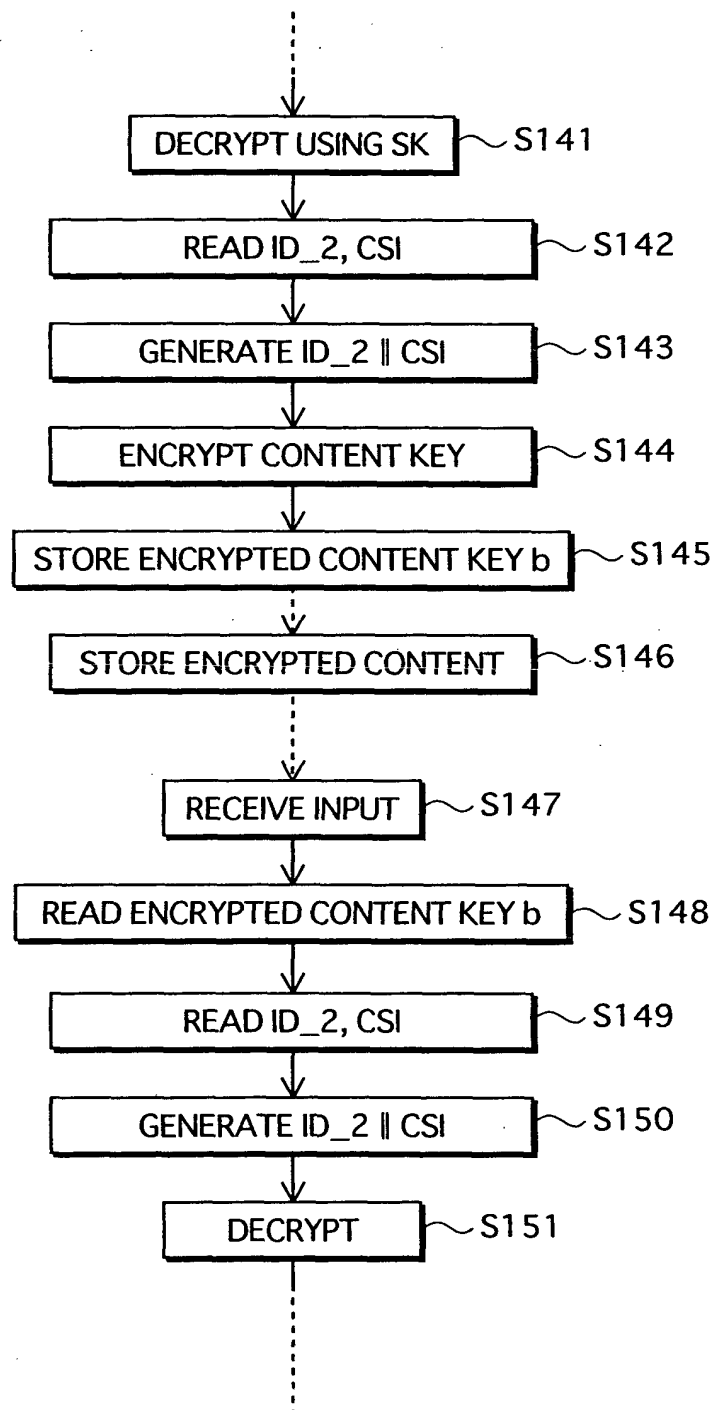 DECRYPT USING SK S141
READ ID_2, CSI S142
GENERATE ID_2 || CSI S143
ENCRYPT CONTENT KEY S144
STORE ENCRYPTED CONTENT KEY b S145
STORE ENCRYPTED CONTENT S146
RECEIVE INPUT S147
READ ENCRYPTED CONTENT KEY b S148
READ ID_2, CSI S149
GENERATE ID_2 || CSI S150
DECRYPT S151